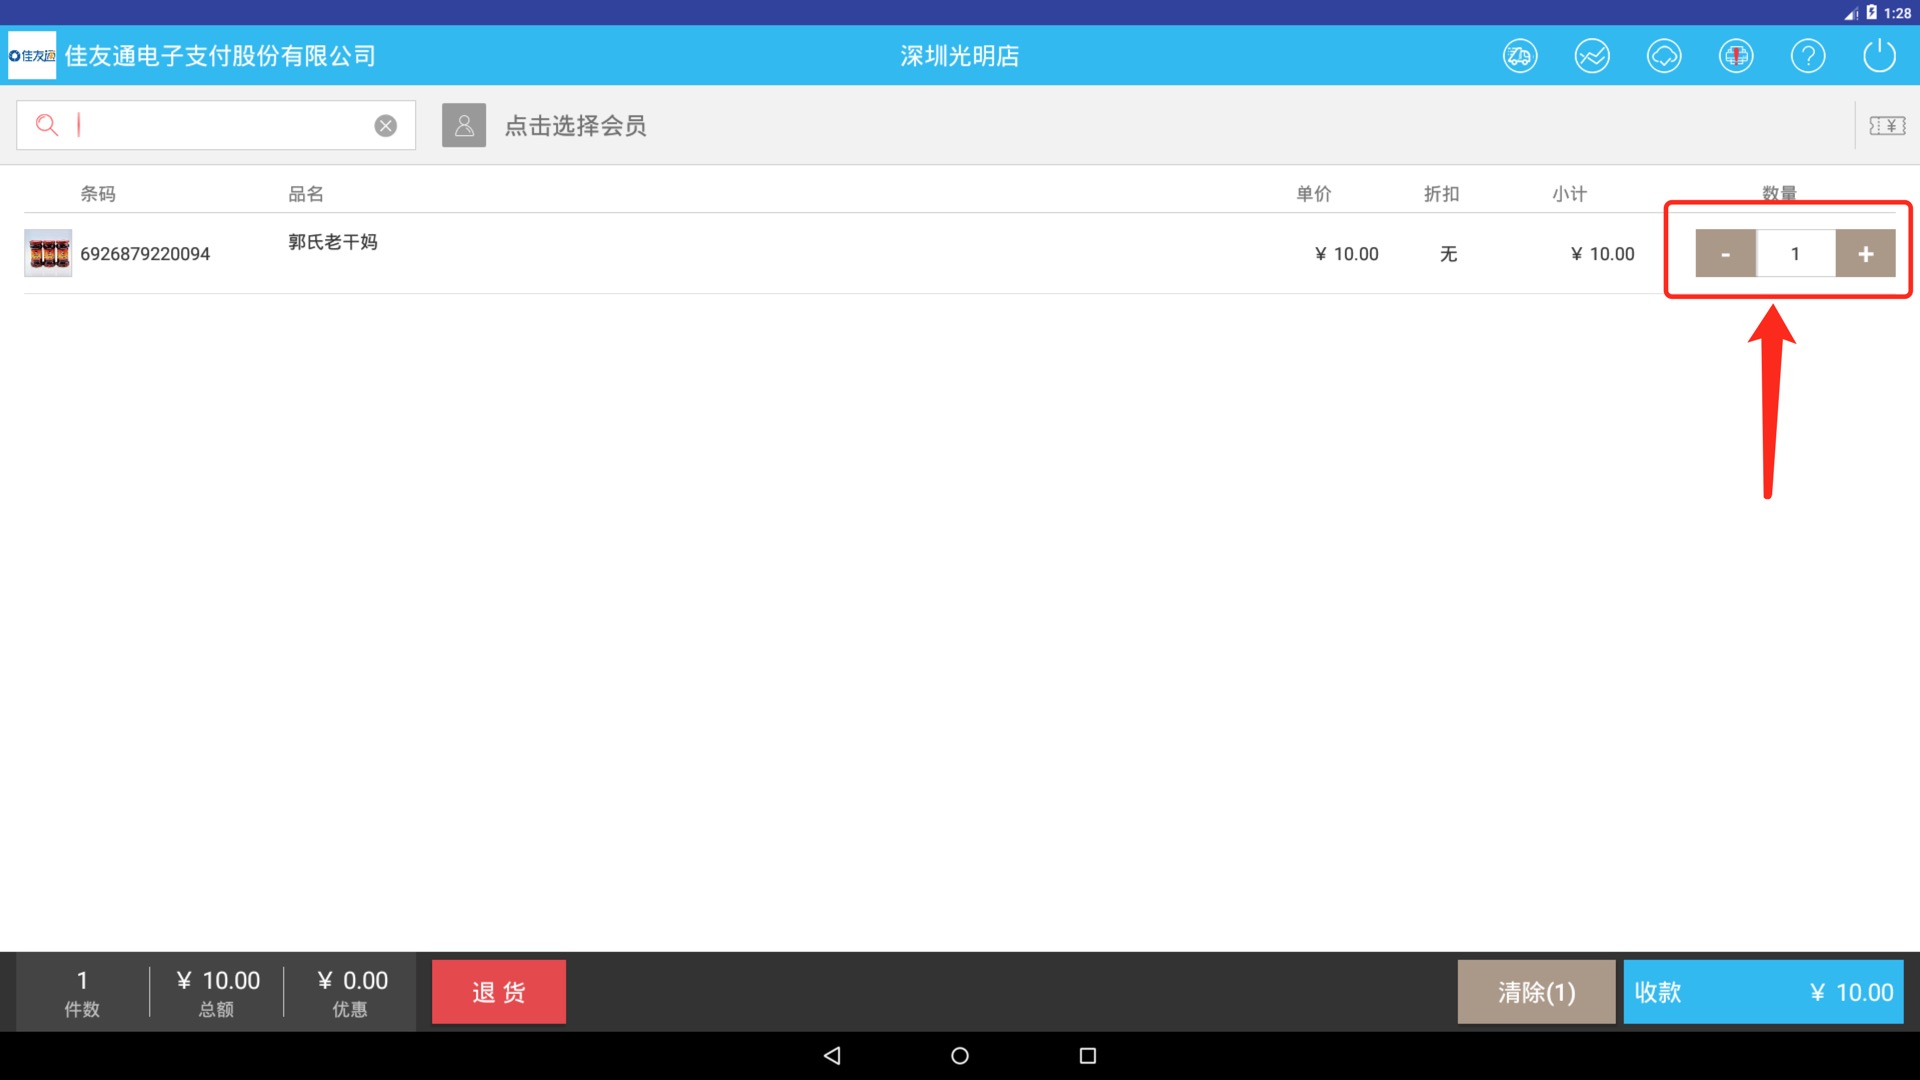 1:28
佳友通 佳友通电子支付股份有限公司 深圳光明店
点击选择会员
条码 品名 单价 折扣 小计 数量
6926879220094 郭氏老干妈 ¥ 10.00 无 ¥ 10.00 - 1 +
1 ¥ 10.00 ¥ 0.00
件数 总额 优惠
退 货 清除(1) 收款 ¥ 10.00